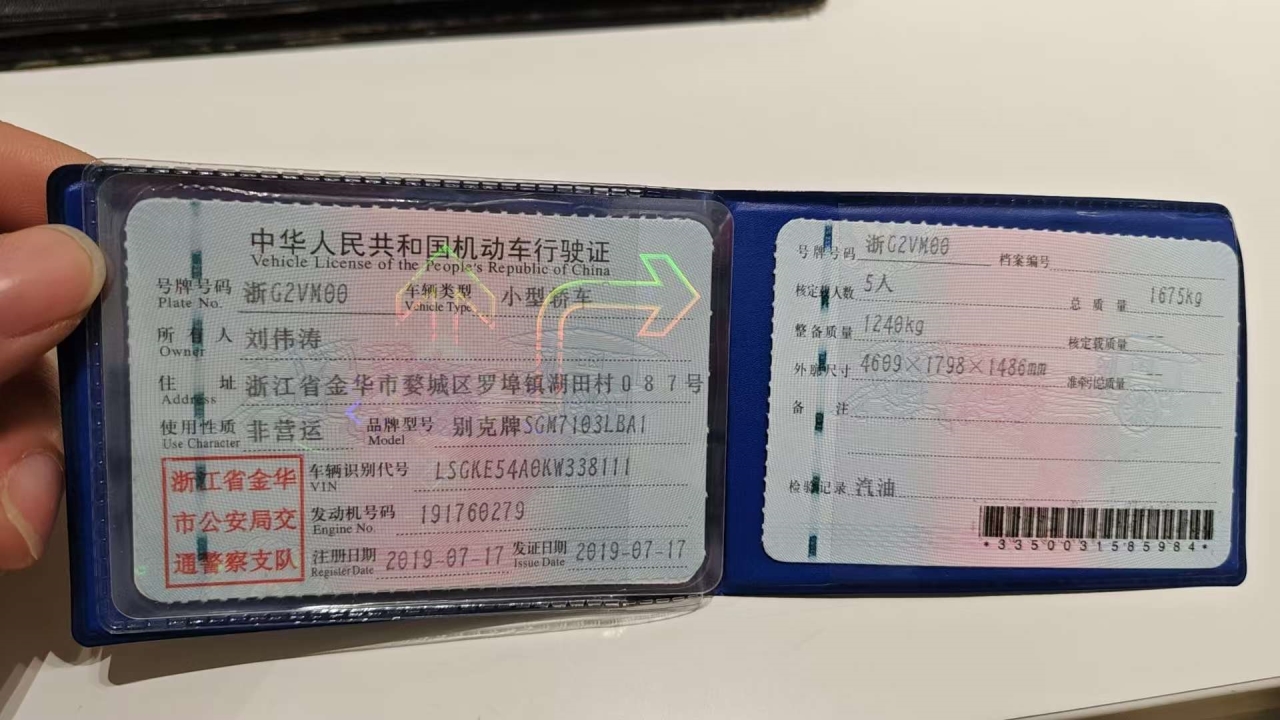 中华人民共和国机动车行驶证
Vehicle License of the People's Republic of China
号牌号码 浙G2VM00 车辆类型 小型轿车
Plate No. Vehicle Type
所有人 刘伟涛
Owner
住址 浙江省金华市婺城区罗埠镇湖田村087号
Address
使用性质 非营运 品牌型号 别克牌SGM7103LBA1
Use Character Model
浙江省金华
市公安局交
通警察支队
车辆识别代号 LSGKE54A0KW338111
VIN
发动机号码 191760279
Engine No.
注册日期 2019-07-17 发证日期 2019-07-17
Register Date Issue Date
号牌号码 浙G2VM00 档案编号
核定载人数 5人 总质量 1675kg
整备质量 1240kg 核定载质量 --
外廓尺寸 4609×1798×1486mm 准牵引总质量 --
备注
检验记录 汽油
*3350031585984*